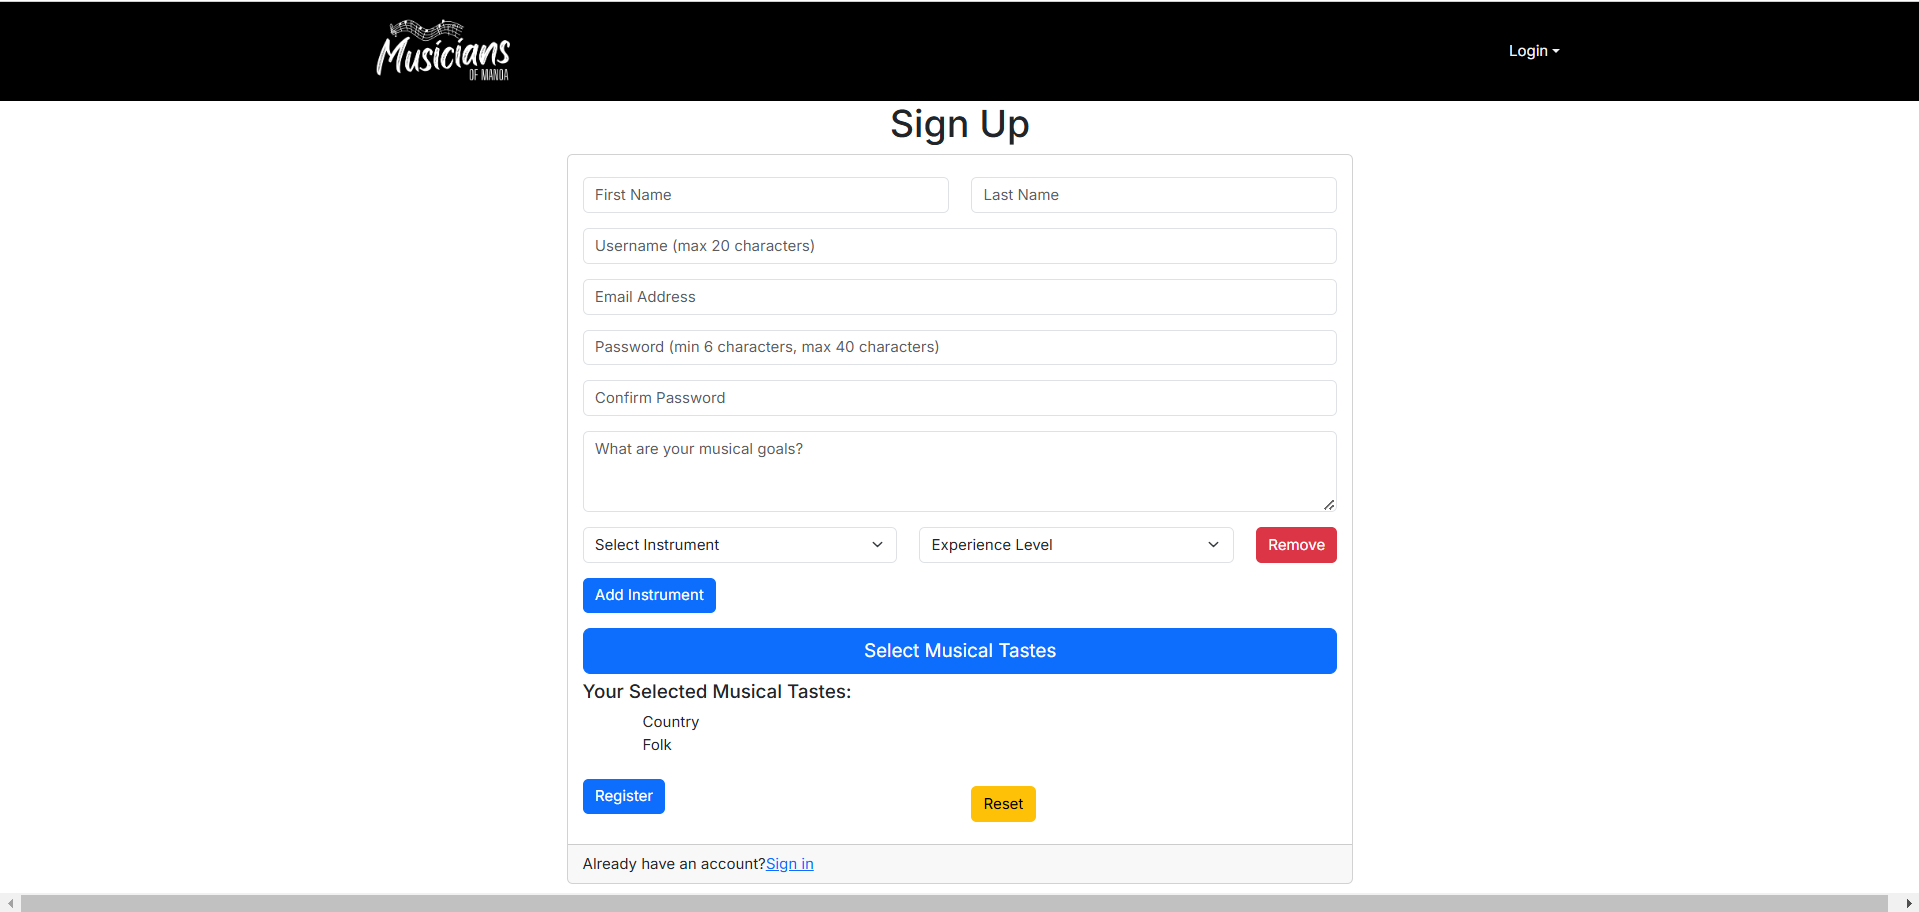 Musicians
OF MANOA
Login
Sign Up
First Name
Last Name
Username (max 20 characters)
Email Address
Password (min 6 characters, max 40 characters)
Confirm Password
What are your musical goals?
Select Instrument
Experience Level
Remove
Add Instrument
Select Musical Tastes
Your Selected Musical Tastes:
Country
Folk
Register
Reset
Already have an account?Sign in